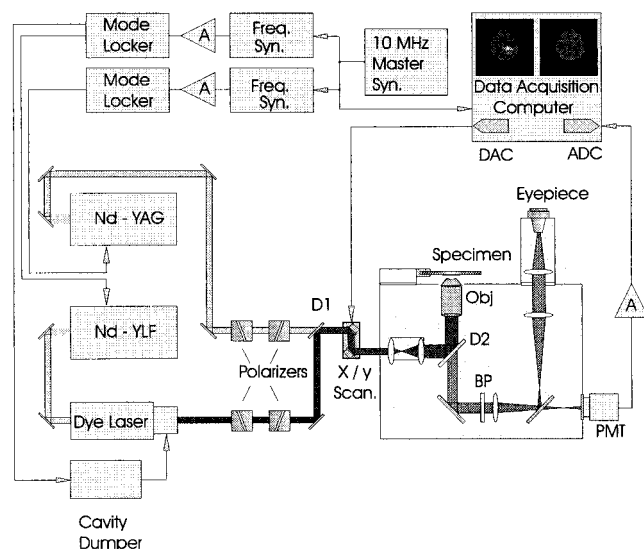 Mode
Locker
A
Freq.
Syn.
10 MHz
Master
Syn.
Mode
Locker
A
Freq.
Syn.
Data Acquisition
Computer
DAC
ADC
Nd - YAG
Eyepiece
Specimen
Obj
A
D1
D2
Nd - YLF
Polarizers
X / y
Scan.
BP
PMT
Dye Laser
Cavity
Dumper